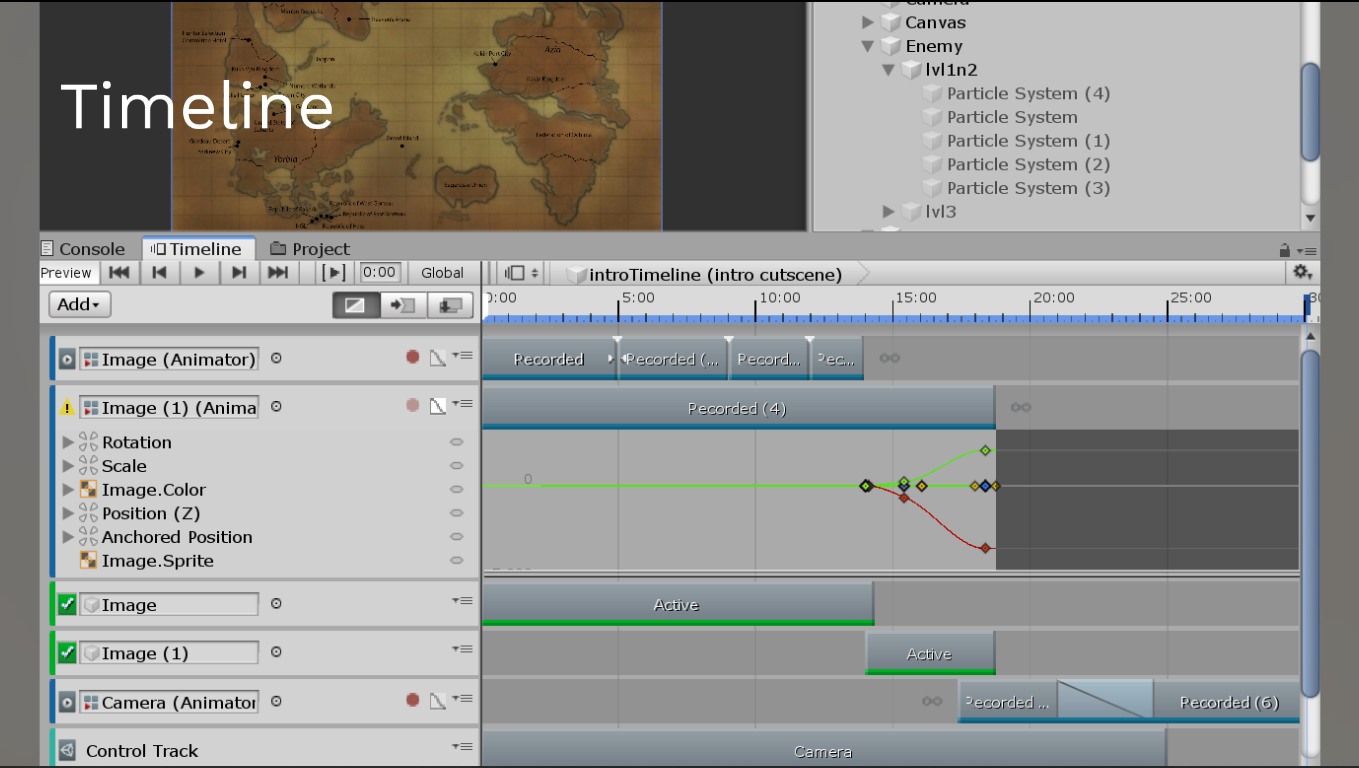 Timeline
Azia
Yoroia
Camera
Canvas
Enemy
lvl1n2
Particle System (4)
Particle System
Particle System (1)
Particle System (2)
Particle System (3)
lvl3
Console
Timeline
Project
Preview
0:00
Global
introTimeline (intro cutscene)
Add
0:00 5:00 10:00 15:00 20:00 25:00 30
Image (Animator)
Recorded
Recorded (...
Record...
Rec...
Image (1) (Anima
Recorded (4)
Rotation
0
Scale
Image.Color
Position (Z)
Anchored Position
Image.Sprite
Image
Active
Image (1)
Active
Camera (Animator
Recorded ...
Recorded (6)
Control Track
Camera